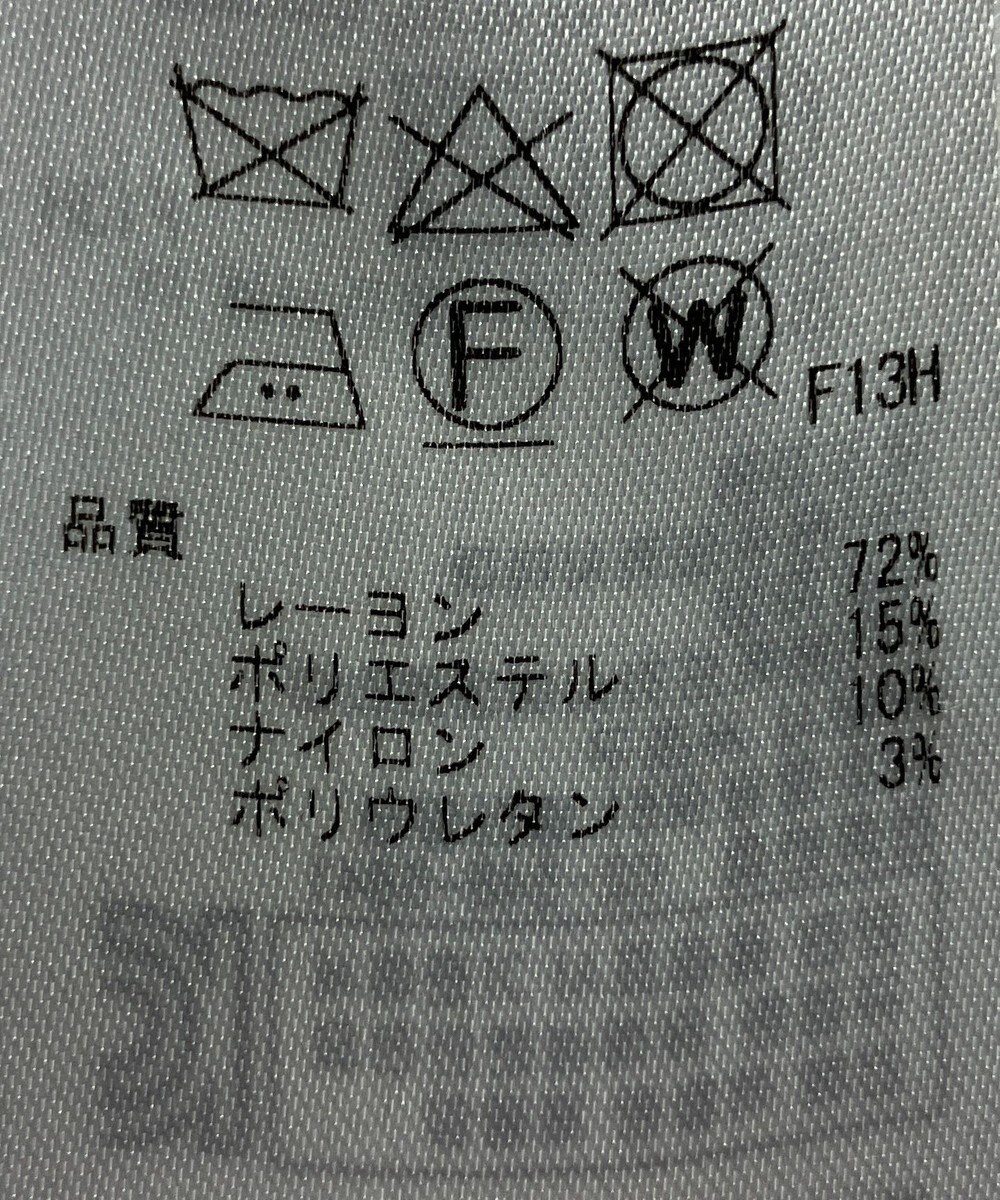 F
W
F13H
品質
レーヨン 72%
ポリエステル 15%
ナイロン 10%
ポリウレタン 3%